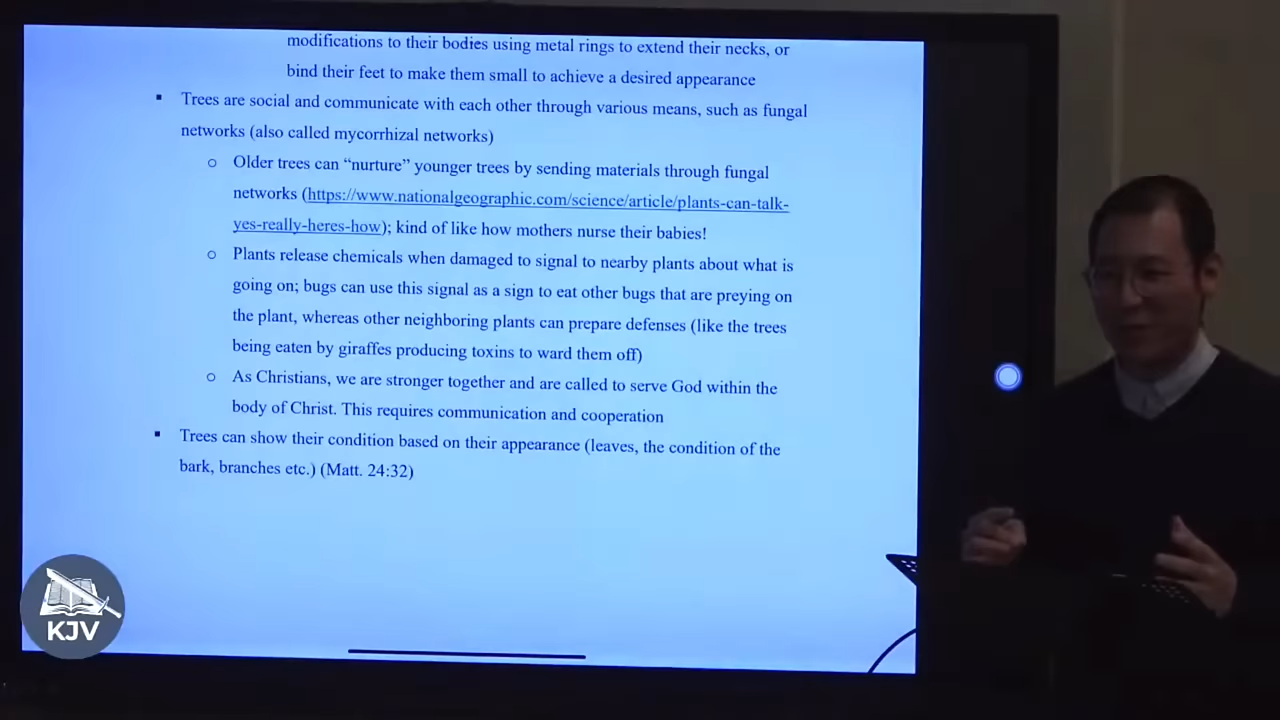 modifications to their bodies using metal rings to extend their necks, or
bind their feet to make them small to achieve a desired appearance
▪ Trees are social and communicate with each other through various means, such as fungal
networks (also called mycorrhizal networks)
o Older trees can “nurture” younger trees by sending materials through fungal
networks (https://www.nationalgeographic.com/science/article/plants-can-talk-
yes-really-heres-how); kind of like how mothers nurse their babies!
o Plants release chemicals when damaged to signal to nearby plants about what is
going on; bugs can use this signal as a sign to eat other bugs that are preying on
the plant, whereas other neighboring plants can prepare defenses (like the trees
being eaten by giraffes producing toxins to ward them off)
o As Christians, we are stronger together and are called to serve God within the
body of Christ. This requires communication and cooperation
▪ Trees can show their condition based on their appearance (leaves, the condition of the
bark, branches etc.) (Matt. 24:32)
KJV